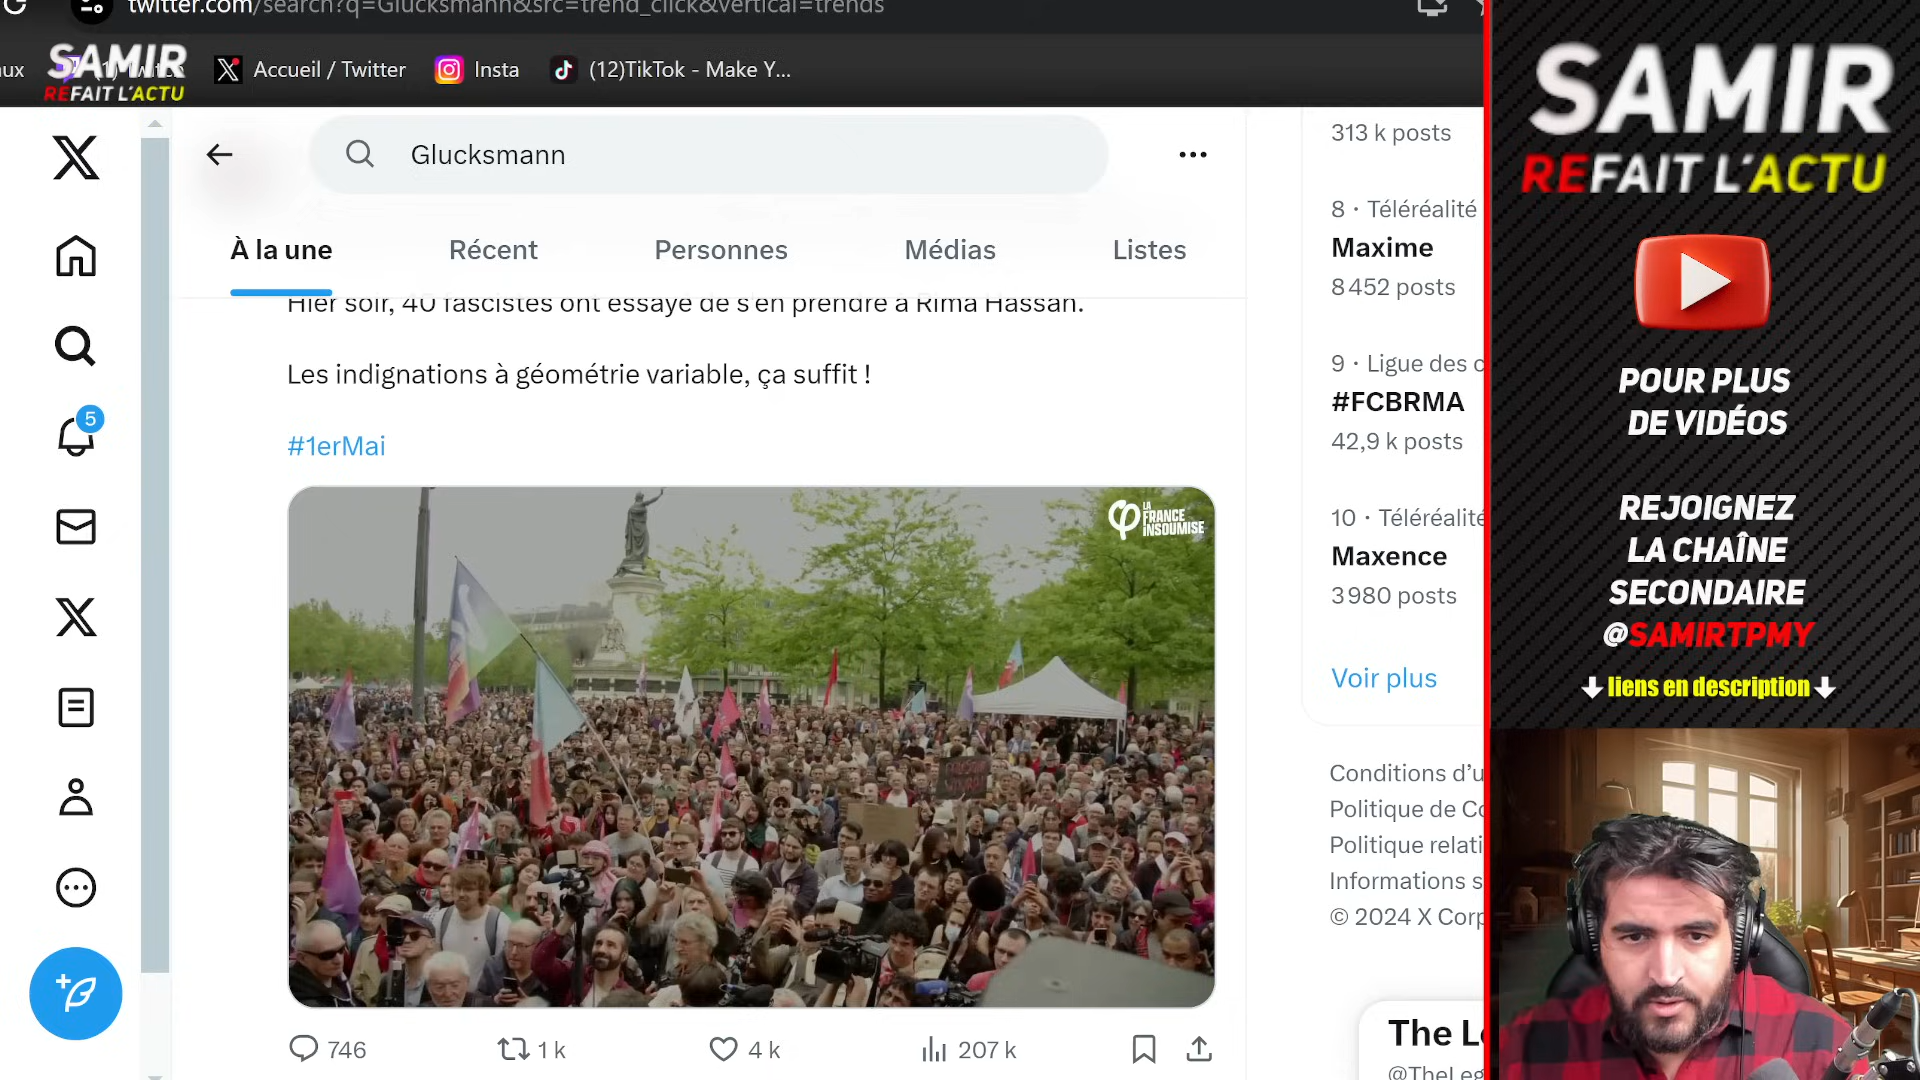 twitter.com/search?q=Glucksmann&src=trend_click&vertical=trends
SAMIR
REFAIT L'ACTU
Accueil / Twitter
Insta
(12)TikTok - Make Y...
Glucksmann
À la une
Récent
Personnes
Médias
Listes
Hier soir, 40 fascistes ont essayé de s'en prendre à Rima Hassan.
Les indignations à géométrie variable, ça suffit !
#1erMai
LA
FRANCE
INSOUMISE
746
1 k
4 k
207 k
5
313 k posts
8 · Téléréalité
Maxime
8 452 posts
9 · Ligue des c
#FCBRMA
42,9 k posts
10 · Téléréalité
Maxence
3 980 posts
Voir plus
Conditions d'u
Politique de Co
Politique relati
Informations s
© 2024 X Corp
The Le
@TheLeg
SAMIR
REFAIT L'ACTU
POUR PLUS
DE VIDÉOS
REJOIGNEZ
LA CHAÎNE
SECONDAIRE
@SAMIRTPMY
liens en description